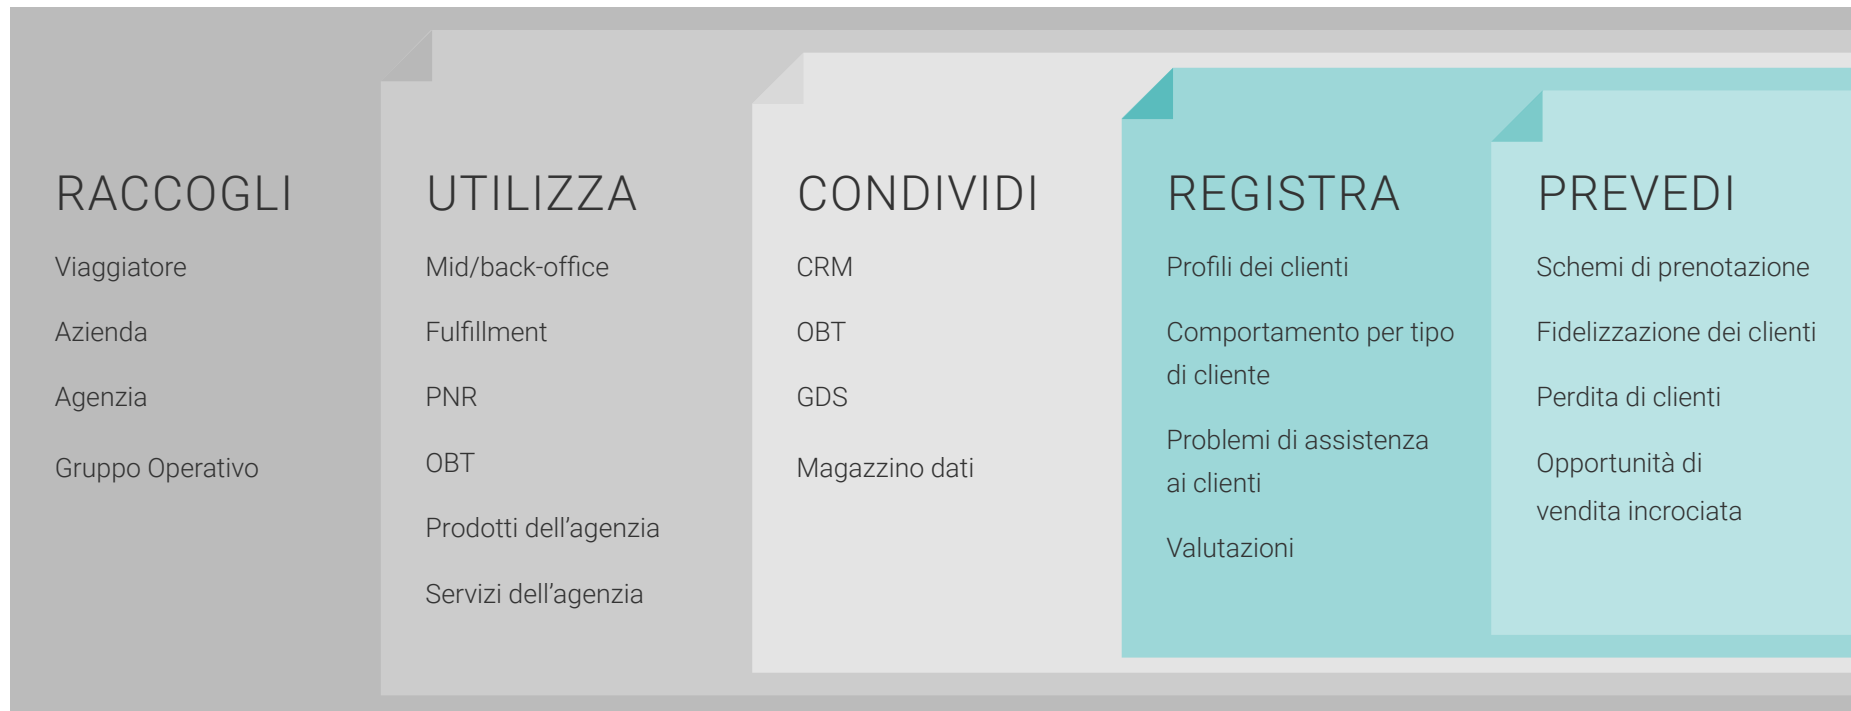 RACCOGLI
Viaggiatore
Azienda
Agenzia
Gruppo Operativo
UTILIZZA
Mid/back-office
Fulfillment
PNR
OBT
Prodotti dell’agenzia
Servizi dell’agenzia
CONDIVIDI
CRM
OBT
GDS
Magazzino dati
REGISTRA
Profili dei clienti
Comportamento per tipo
di cliente
Problemi di assistenza
ai clienti
Valutazioni
PREVEDI
Schemi di prenotazione
Fidelizzazione dei clienti
Perdita di clienti
Opportunità di
vendita incrociata